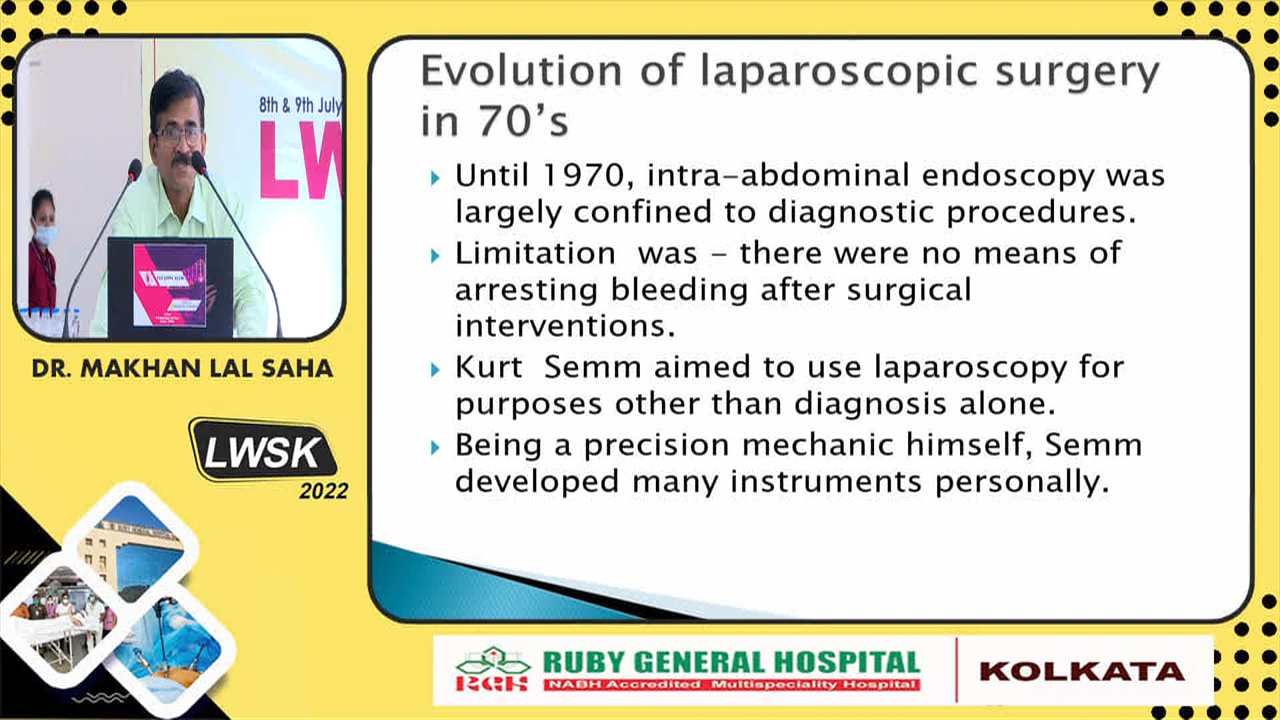 8th & 9th July
LW
DR. MAKHAN LAL SAHA
LWSK
2022
Evolution of laparoscopic surgery
in 70’s
Until 1970, intra-abdominal endoscopy was
largely confined to diagnostic procedures.
Limitation was – there were no means of
arresting bleeding after surgical
interventions.
Kurt Semm aimed to use laparoscopy for
purposes other than diagnosis alone.
Being a precision mechanic himself, Semm
developed many instruments personally.
RGH
RUBY GENERAL HOSPITAL
NABH Accredited Multispeciality Hospital
KOLKATA